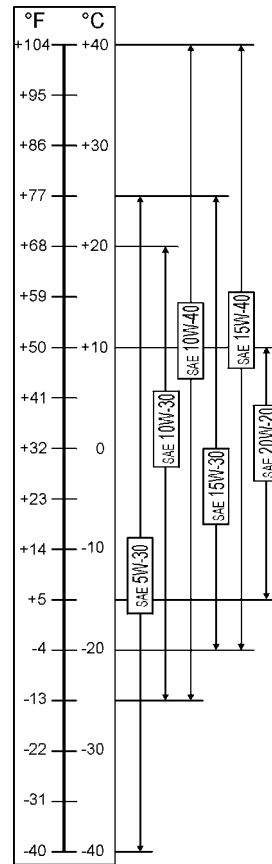 °F °C
+104 +40
+95
+86 +30
+77
+68 +20
+59
+50 +10
+41
+32 0
+23
+14 -10
+5
-4 -20
-13
-22 -30
-31
-40 -40
SAE 5W-30
SAE 10W-30
SAE 10W-40
SAE 15W-30
SAE 15W-40
SAE 20W-20